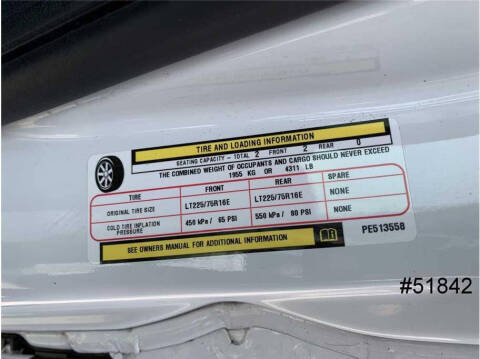 TIRE AND LOADING INFORMATION
SEATING CAPACITY - TOTAL 2 FRONT 2 REAR 0
THE COMBINED WEIGHT OF OCCUPANTS AND CARGO SHOULD NEVER EXCEED
1955 KG OR 4311 LB
TIRE FRONT REAR SPARE
ORIGINAL TIRE SIZE LT225/75R16E LT225/75R16E NONE
COLD TIRE INFLATION PRESSURE 450 kPa / 65 PSI 550 kPa / 80 PSI NONE
SEE OWNERS MANUAL FOR ADDITIONAL INFORMATION PE513558
#51842